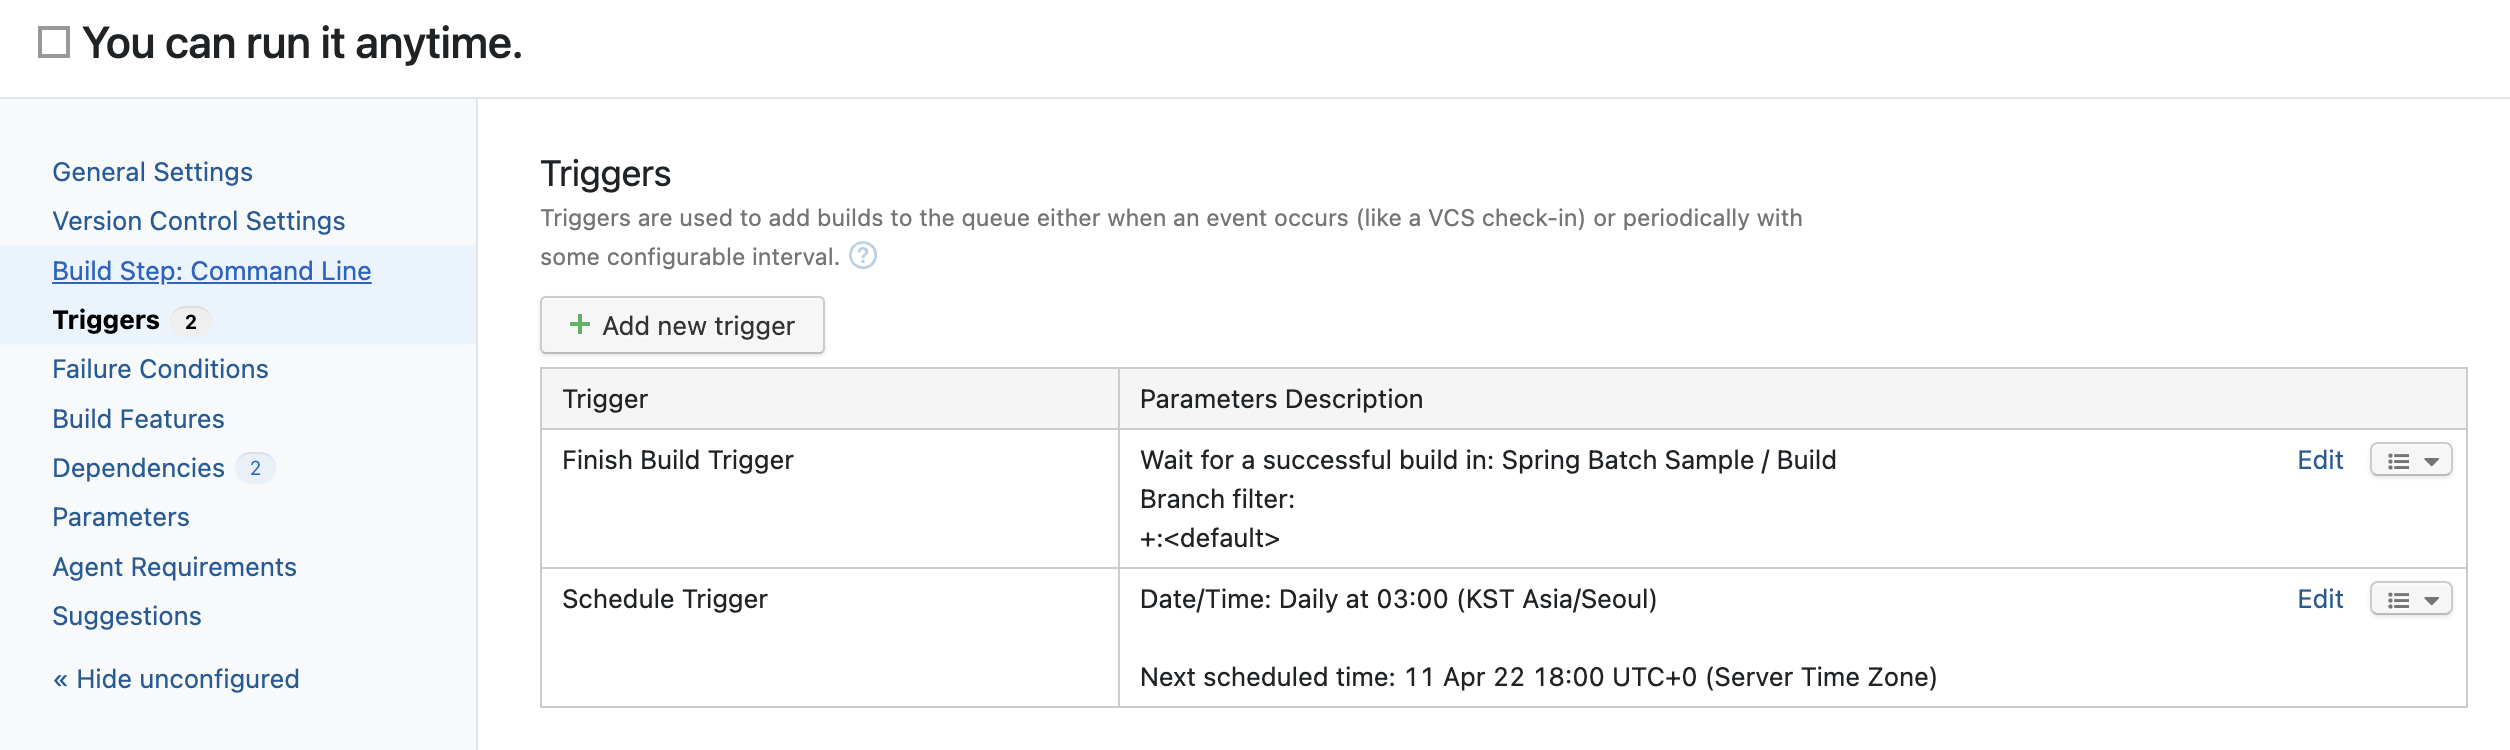 You can run it anytime.
General Settings
Version Control Settings
Build Step: Command Line
Triggers 2
Failure Conditions
Build Features
Dependencies 2
Parameters
Agent Requirements
Suggestions
« Hide unconfigured
Triggers
Triggers are used to add builds to the queue either when an event occurs (like a VCS check-in) or periodically with
some configurable interval. ?
+ Add new trigger
Trigger Parameters Description
Finish Build Trigger Wait for a successful build in: Spring Batch Sample / Build Edit
Branch filter:
+:<default>
Schedule Trigger Date/Time: Daily at 03:00 (KST Asia/Seoul) Edit
Next scheduled time: 11 Apr 22 18:00 UTC+0 (Server Time Zone)